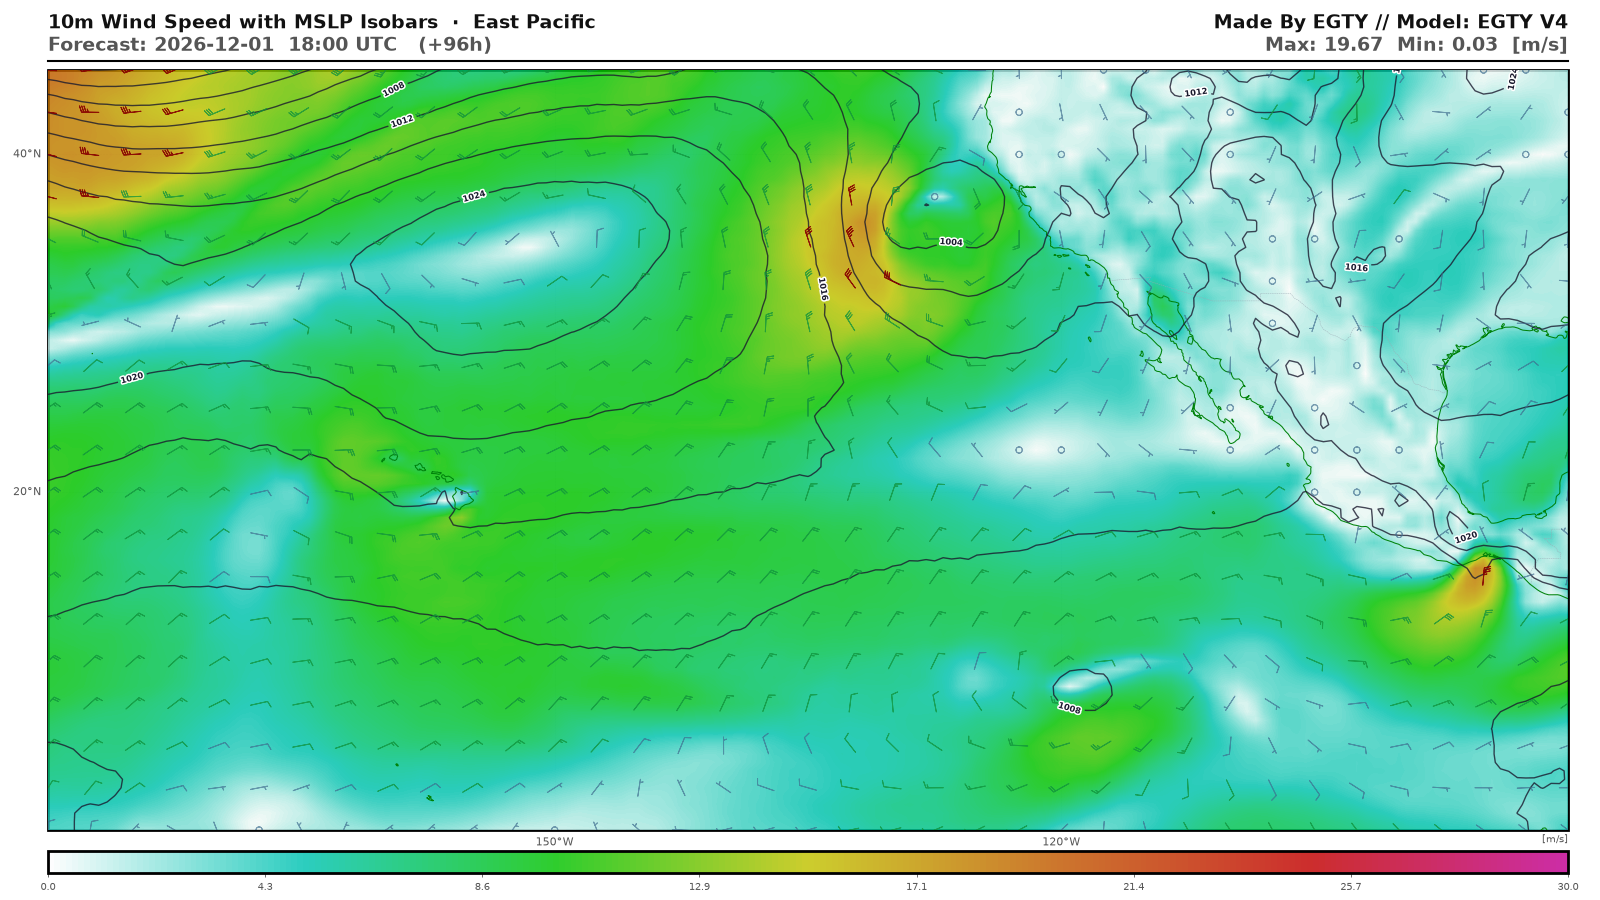 10m Wind Speed with MSLP Isobars · East Pacific
Made By EGTY // Model: EGTY V4
Forecast: 2026-12-01 18:00 UTC (+96h)
Max: 19.67 Min: 0.03 [m/s]
1008
1012
1024
1012
40°N
1024
1004
1016
1016
1020
20°N
1020
1008
150°W
120°W
[m/s]
0.0
4.3
8.6
12.9
17.1
21.4
25.7
30.0